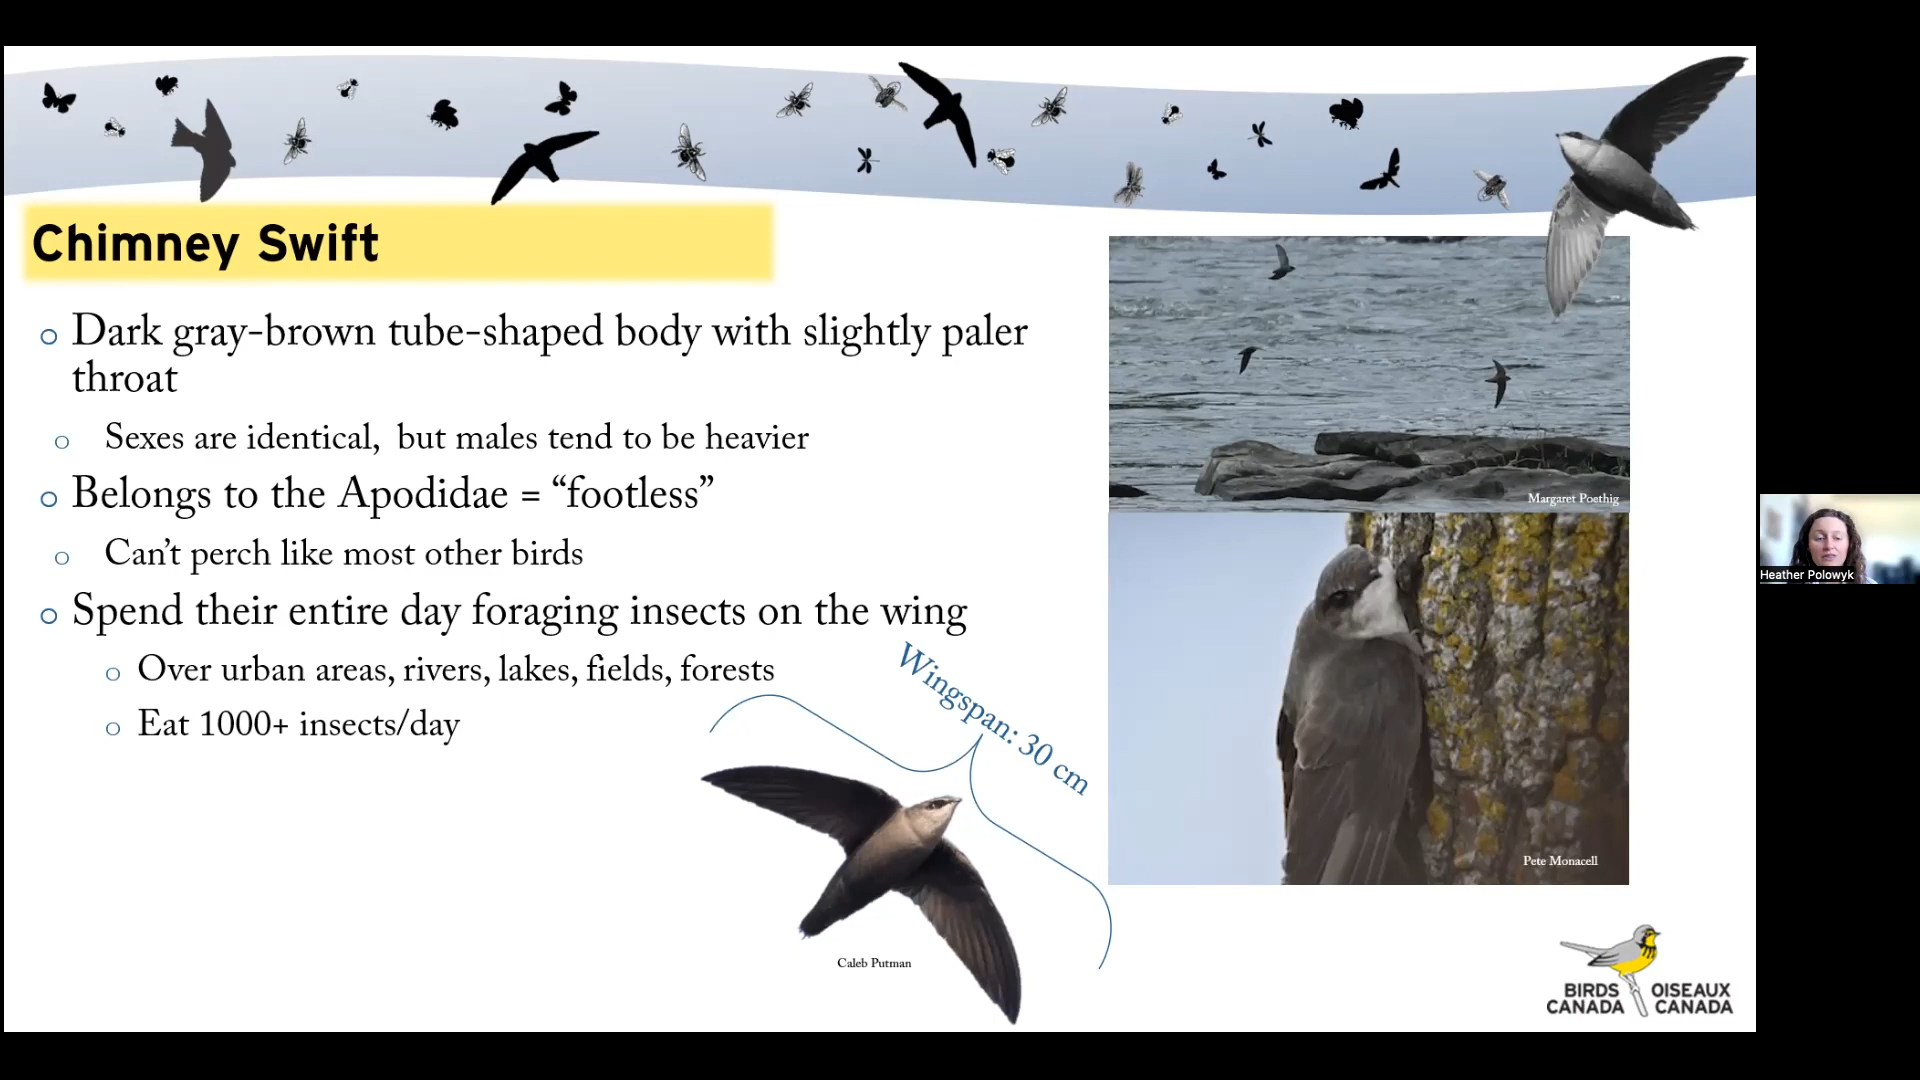 Chimney Swift
o Dark gray-brown tube-shaped body with slightly paler
throat
o Sexes are identical, but males tend to be heavier
o Belongs to the Apodidae = “footless”
o Can’t perch like most other birds
o Spend their entire day foraging insects on the wing
o Over urban areas, rivers, lakes, fields, forests
o Eat 1000+ insects/day
Wingspan: 30 cm
Caleb Putman
Margaret Poethig
Pete Monacell
BIRDS CANADA
OISEAUX CANADA
Heather Polowyk